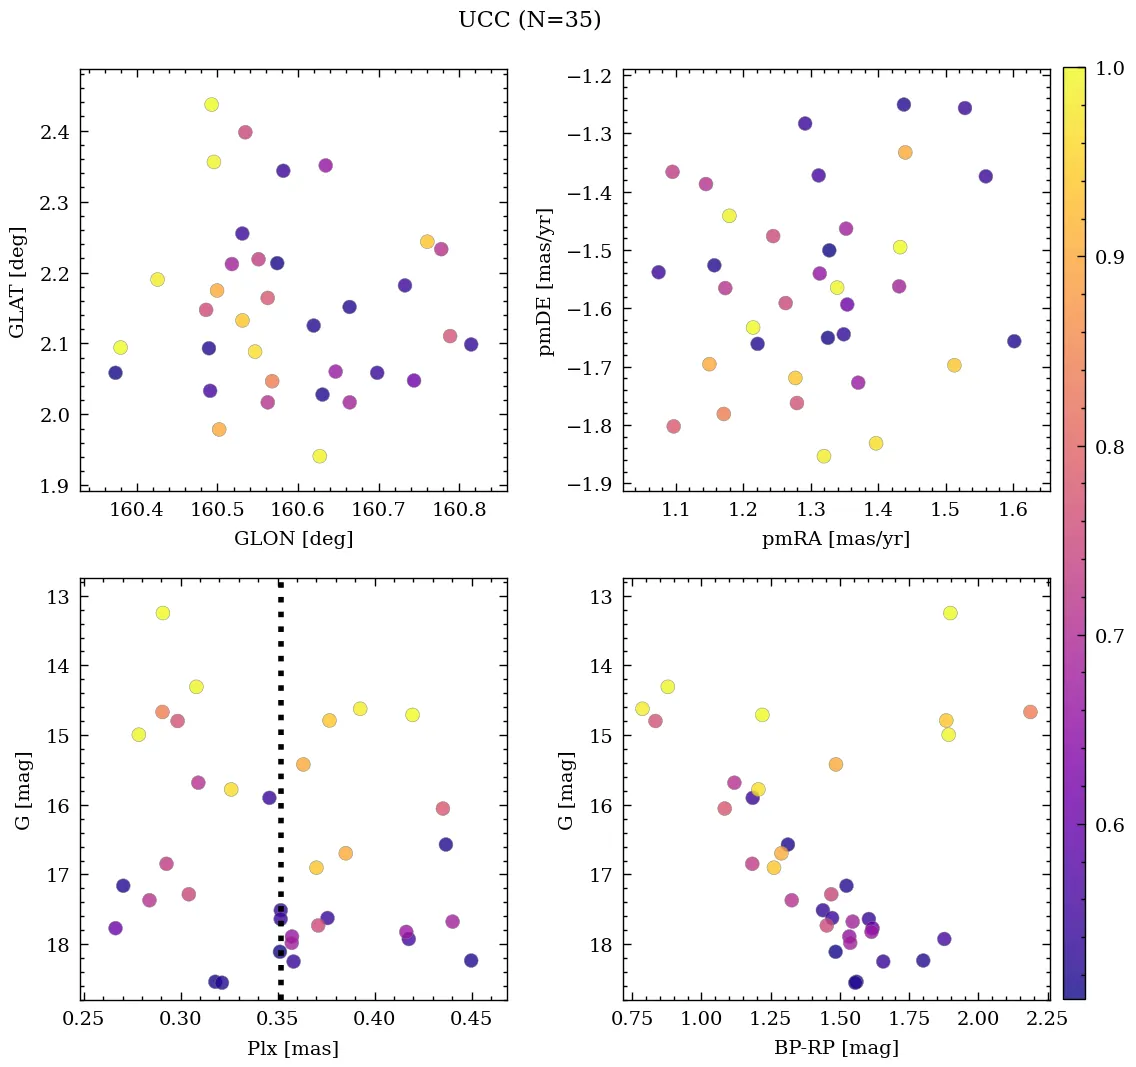 UCC (N=35)
2.4
2.3
2.2
2.1
2.0
1.9
GLAT [deg]
160.4 160.5 160.6 160.7 160.8
GLON [deg]
−1.2
−1.3
−1.4
−1.5
−1.6
−1.7
−1.8
−1.9
pmDE [mas/yr]
1.1 1.2 1.3 1.4 1.5 1.6
pmRA [mas/yr]
1.0
0.9
0.8
0.7
0.6
13
14
15
16
17
18
G [mag]
0.25 0.30 0.35 0.40 0.45
Plx [mas]
13
14
15
16
17
18
G [mag]
0.75 1.00 1.25 1.50 1.75 2.00 2.25
BP-RP [mag]